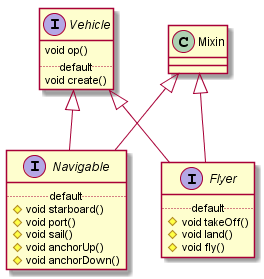 I Vehicle
void op()
default
void create()
C Mixin
I Navigable
default
void starboard()
void port()
void sail()
void anchorUp()
void anchorDown()
I Flyer
default
void takeOff()
void land()
void fly()